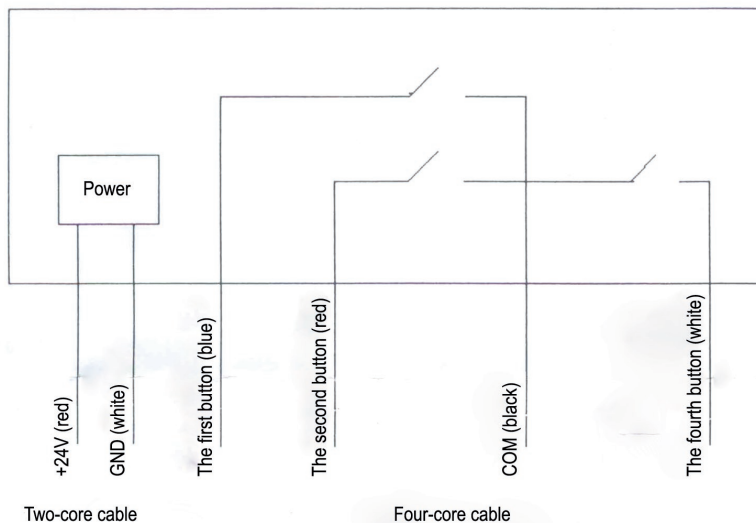 Power
+24V (red)
GND (white)
The first button (blue)
The second button (red)
COM (black)
The fourth button (white)
Two-core cable
Four-core cable